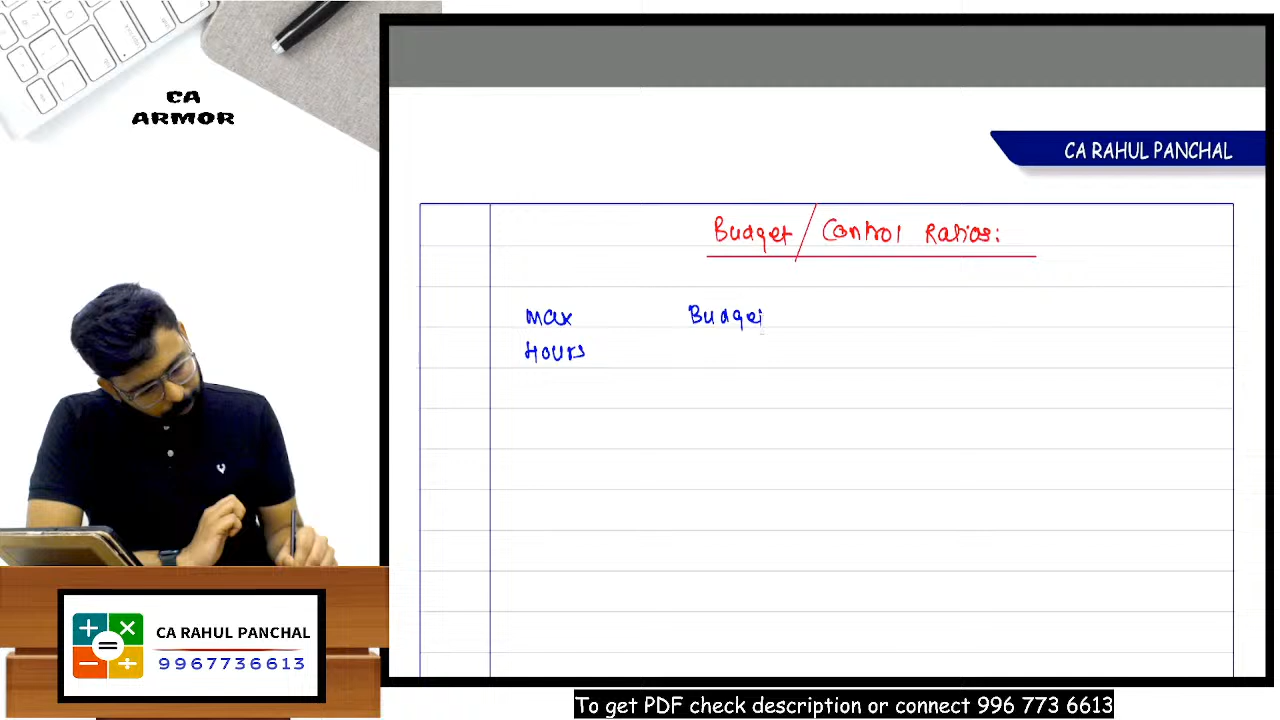 CA
ARMOR
CA RAHUL PANCHAL
Budget / Control Ratios:
Max Budget
Hours
CA RAHUL PANCHAL
9967736613
To get PDF check description or connect 996 773 6613